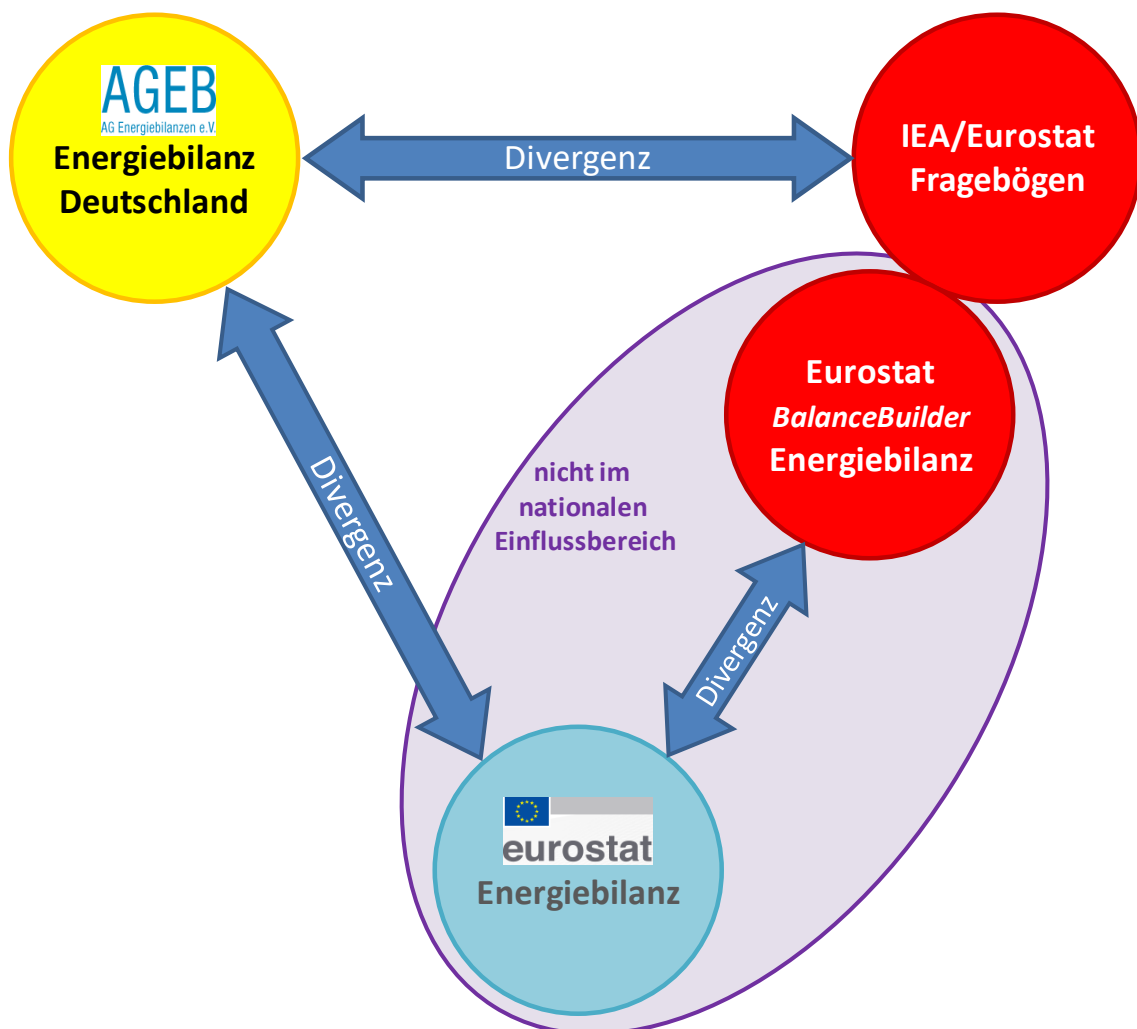 AGEB
AG Energiebilanzen e.V.
Energiebilanz
Deutschland
Divergenz
IEA/Eurostat
Fragebögen
Eurostat
BalanceBuilder
Energiebilanz
nicht im
nationalen
Einflussbereich
Divergenz
Divergenz
eurostat
Energiebilanz